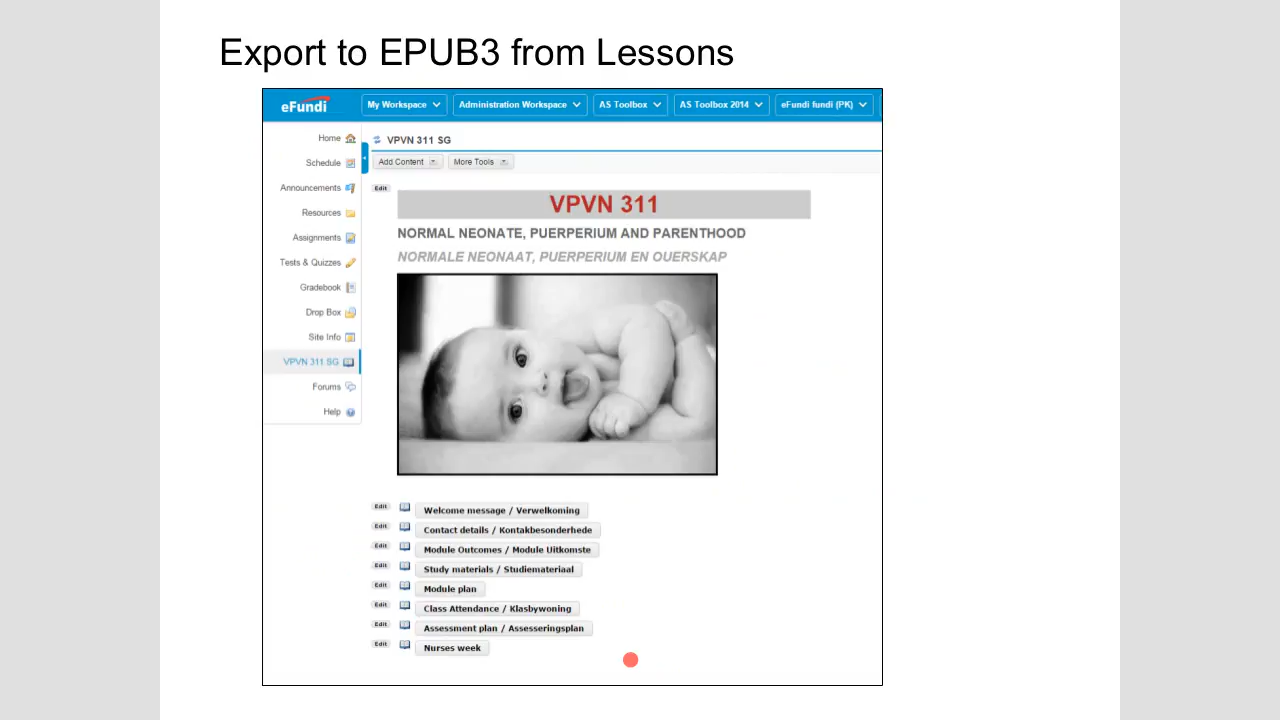 Export to EPUB3 from Lessons
eFundi
My Workspace
Administration Workspace
AS Toolbox
AS Toolbox 2014
eFundi fundi (PK)
Home
Schedule
Announcements
Resources
Assignments
Tests & Quizzes
Gradebook
Drop Box
Site Info
VPVN 311 SG
Forums
Help
VPVN 311 SG
Add Content
More Tools
Edit
VPVN 311
NORMAL NEONATE, PUERPERIUM AND PARENTHOOD
NORMALE NEONAAT, PUERPERIUM EN OUERSKAP
Edit Welcome message / Verwelkoming
Edit Contact details / Kontakbesonderhede
Edit Module Outcomes / Module Uitkomste
Edit Study materials / Studiemateriaal
Edit Module plan
Edit Class Attendance / Klasbywoning
Edit Assessment plan / Assesseringsplan
Edit Nurses week